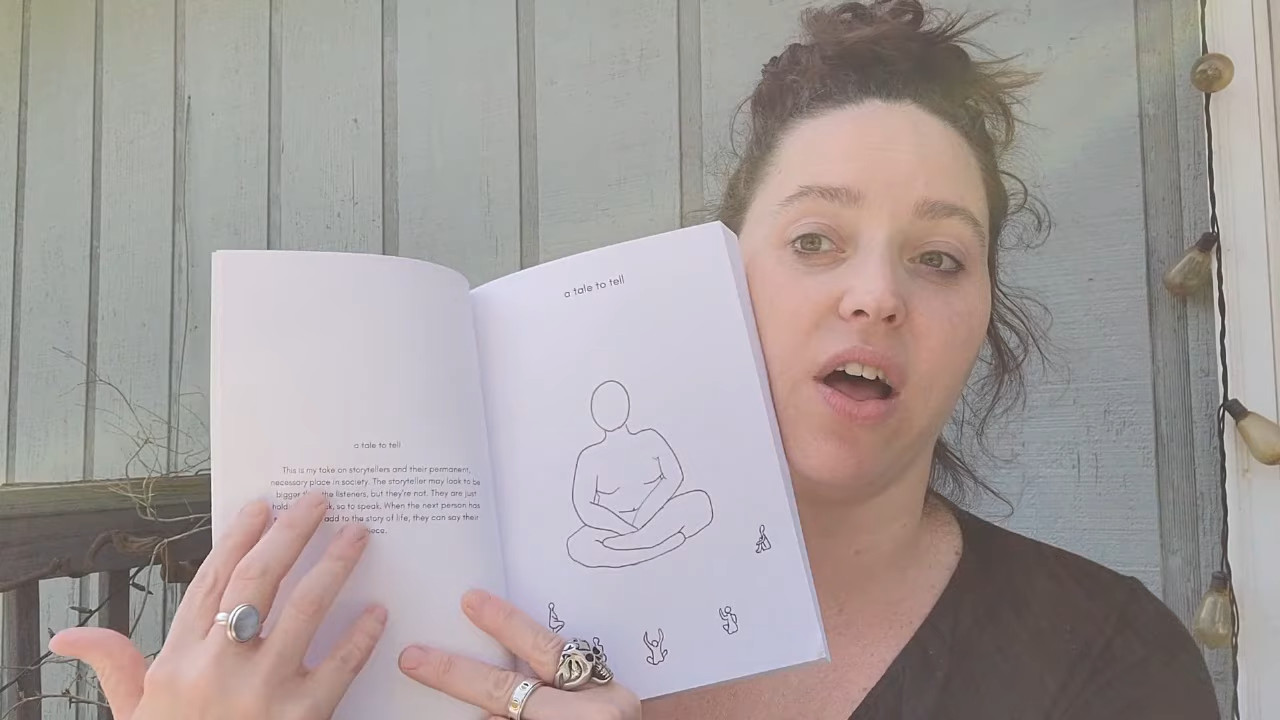 a tale to tell
This is my take on storytellers and their permanent,
necessary place in society. The storyteller may look to be
bigger the listeners, but they're not. They are just
so to speak. When the next person has
add to the story of life, they can say their
piece.
a tale to tell